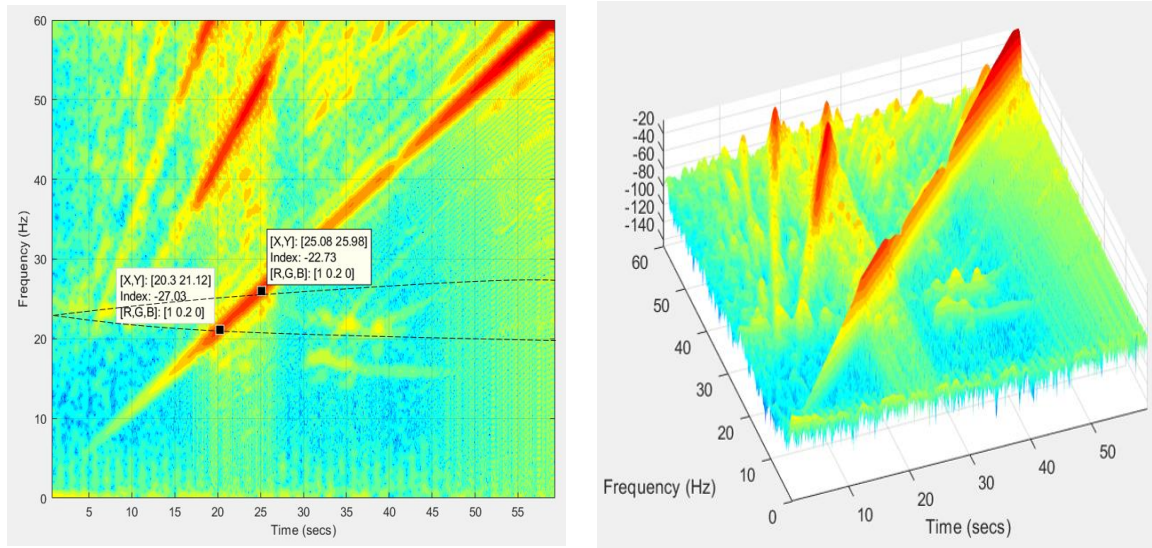 60
50
40
30
20
10
0
Frequency (Hz)
[X,Y]: [25.08 25.98]
Index: -22.73
[R,G,B]: [1 0.2 0]
[X,Y]: [20.3 21.12]
Index: -27.03
[R,G,B]: [1 0.2 0]
5 10 15 20 25 30 35 40 45 50 55
Time (secs)
-20
-40
-60
-80
-100
-120
-140
60
50
40
30
20
10
0
Frequency (Hz)
10 20 30 40 50
Time (secs)